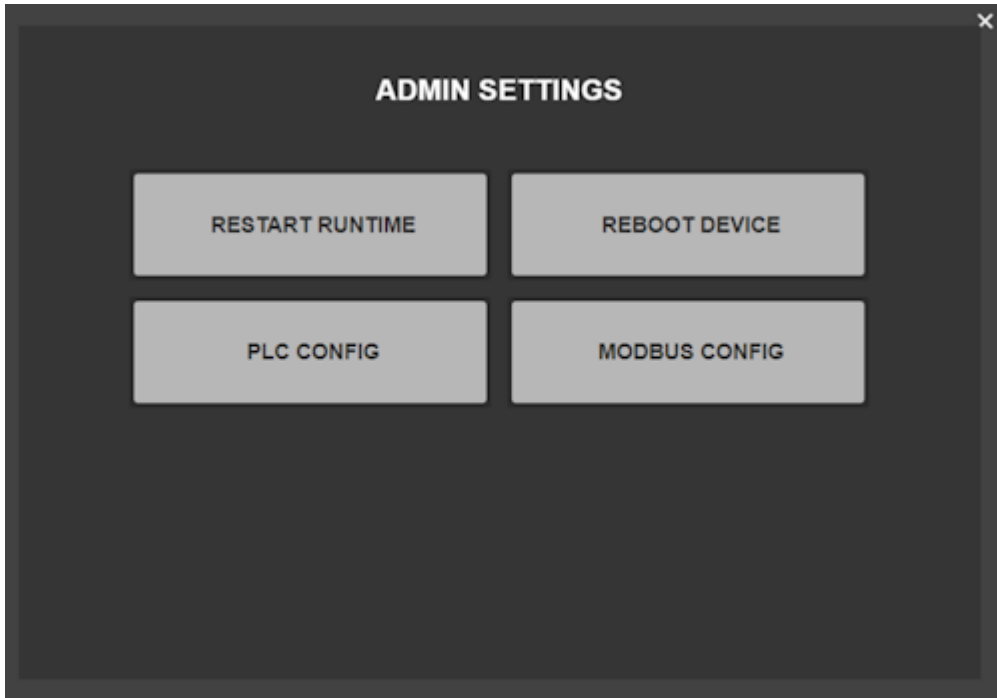 ADMIN SETTINGS
RESTART RUNTIME
REBOOT DEVICE
PLC CONFIG
MODBUS CONFIG